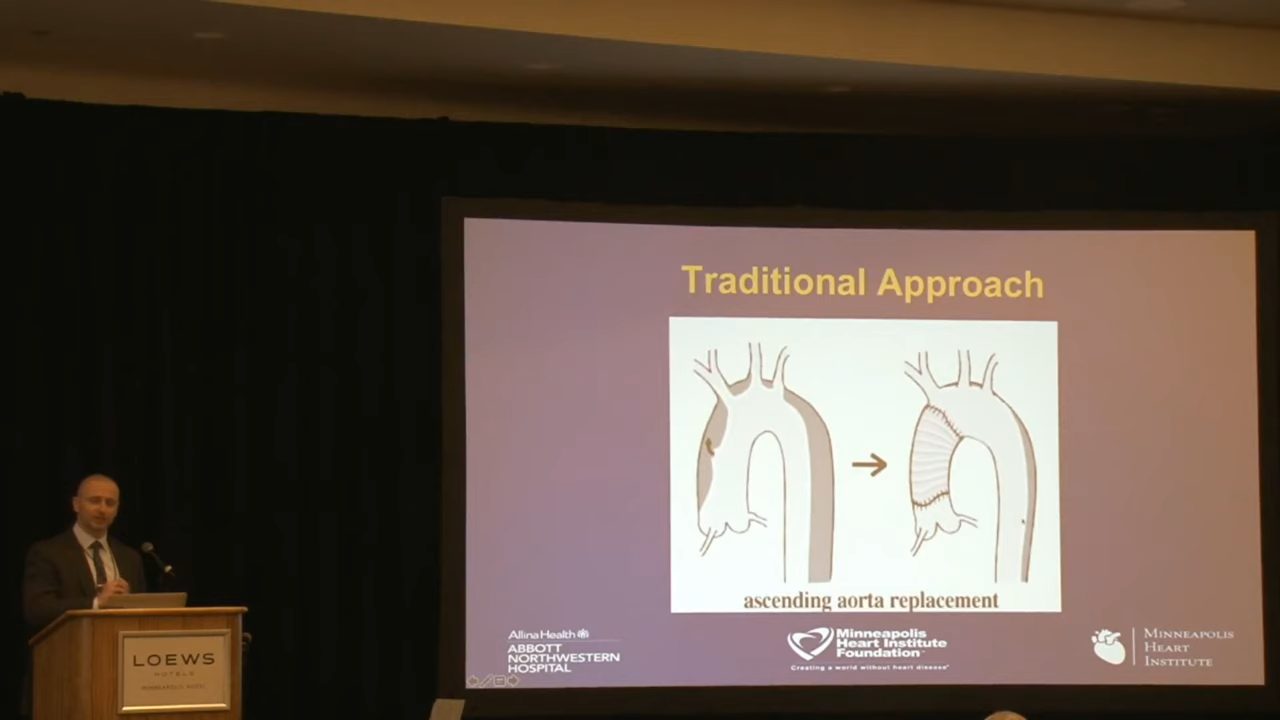 Traditional Approach
ascending aorta replacement
Allina Health
ABBOTT
NORTHWESTERN
HOSPITAL
Minneapolis
Heart Institute
Foundation
Creating a world without heart disease
MINNEAPOLIS
HEART
INSTITUTE
LOEWS
HOTELS